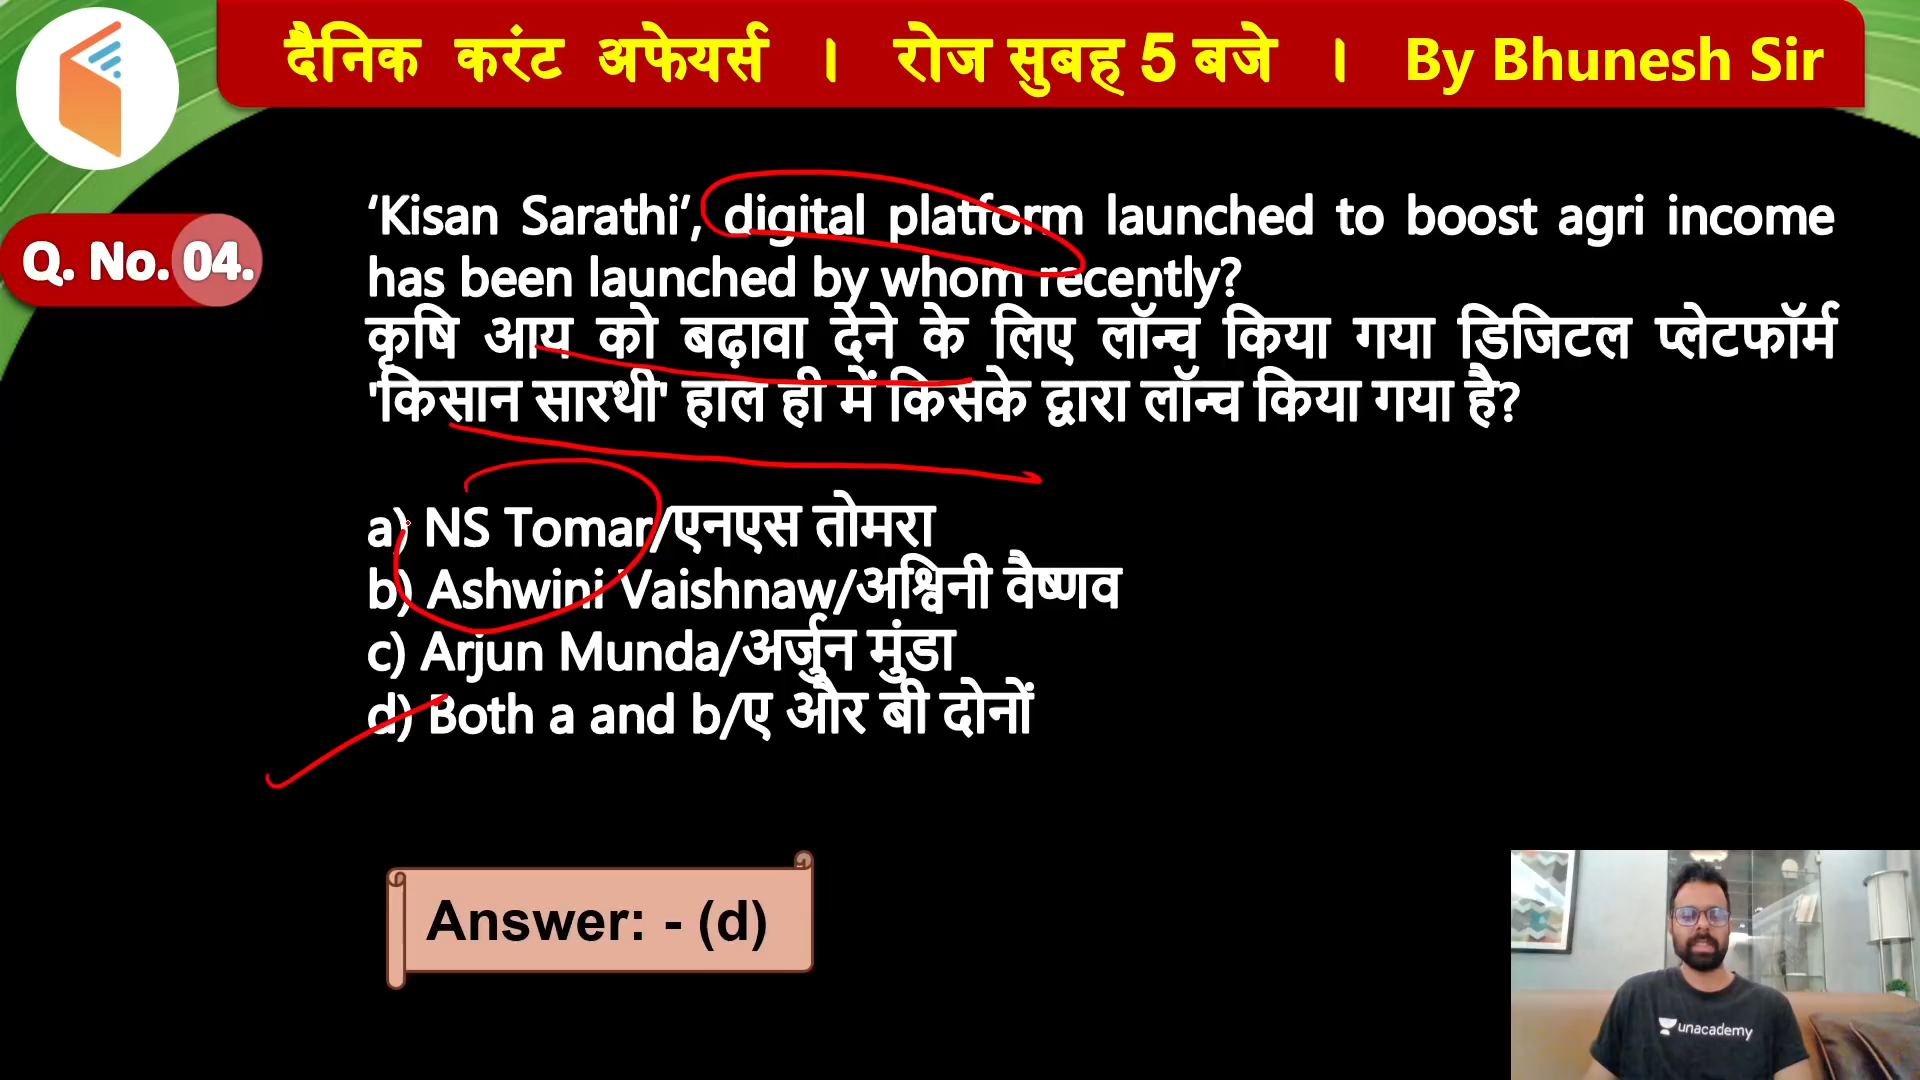 दैनिक करंट अफेयर्स । रोज सुबह 5 बजे । By Bhunesh Sir
Q. No. 04.
‘Kisan Sarathi’, digital platform launched to boost agri income
has been launched by whom recently?
कृषि आय को बढ़ावा देने के लिए लॉन्च किया गया डिजिटल प्लेटफॉर्म
'किसान सारथी' हाल ही में किसके द्वारा लॉन्च किया गया है?
a) NS Tomar/एनएस तोमरा
b) Ashwini Vaishnaw/अश्विनी वैष्णव
c) Arjun Munda/अर्जुन मुंडा
d) Both a and b/ए और बी दोनों
Answer: - (d)
unacademy